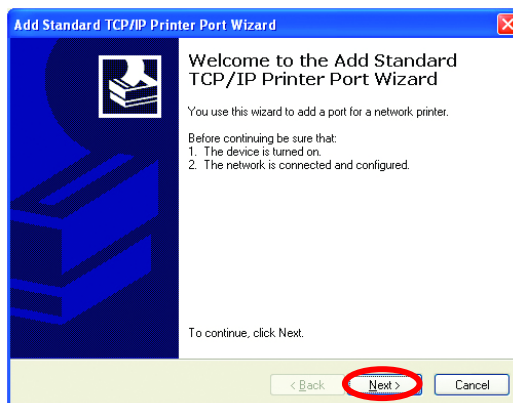 Add Standard TCP/IP Printer Port Wizard
Welcome to the Add Standard
TCP/IP Printer Port Wizard
You use this wizard to add a port for a network printer.
Before continuing be sure that:
1. The device is turned on.
2. The network is connected and configured.
To continue, click Next.
< Back Next > Cancel